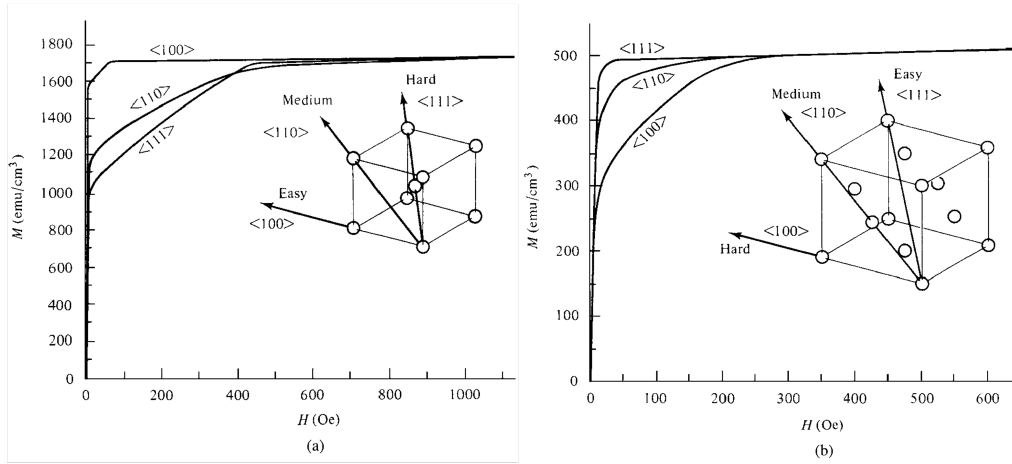 1800
1600
1400
1200
1000
800
600
400
200
0
M (emu/cm³)
<100>
<110>
<111>
Hard
<111>
Medium
<110>
Easy
<100>
0 200 400 600 800 1000
H (Oe)
(a)
500
400
300
200
100
0
M (emu/cm³)
<111>
<110>
<100>
Easy
<111>
Medium
<110>
<100>
Hard
0 100 200 300 400 500 600
H (Oe)
(b)